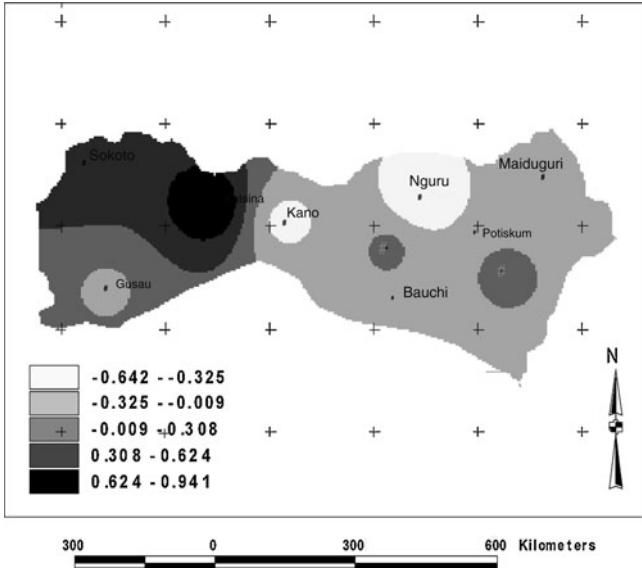 Sokoto
Maiduguri
Nguru
Kano
Potiskum
Gusau
Bauchi
N
-0.642 --0.325
-0.325 --0.009
-0.009 -0.308
0.308 -0.624
0.624 -0.941
300 0 300 600 Kilometers